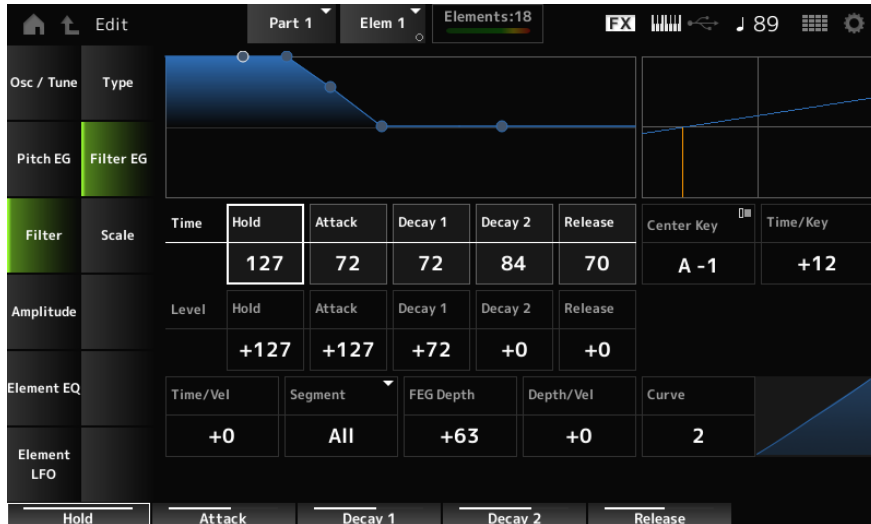 Edit
Part 1
Elem 1
Elements:18
FX
♩ 89
Osc / Tune
Type
Pitch EG
Filter EG
Filter
Scale
Amplitude
Element EQ
Element
LFO
Time
Hold
Attack
Decay 1
Decay 2
Release
Center Key
Time/Key
127
72
72
84
70
A -1
+12
Level
Hold
Attack
Decay 1
Decay 2
Release
+127
+127
+72
+0
+0
Time/Vel
Segment
FEG Depth
Depth/Vel
Curve
+0
All
+63
+0
2
Hold
Attack
Decay 1
Decay 2
Release